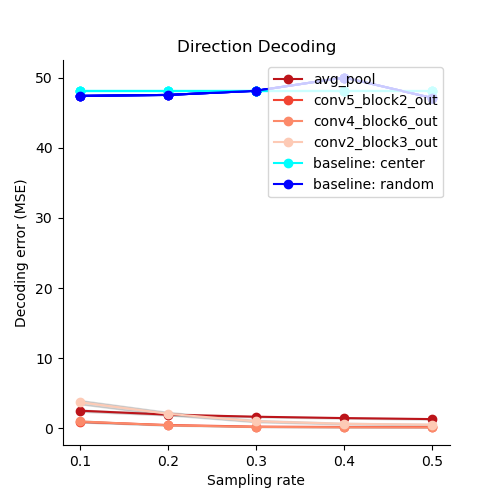 Direction Decoding
50
40
30
20
10
0
Decoding error (MSE)
avg_pool
conv5_block2_out
conv4_block6_out
conv2_block3_out
baseline: center
baseline: random
0.1 0.2 0.3 0.4 0.5
Sampling rate